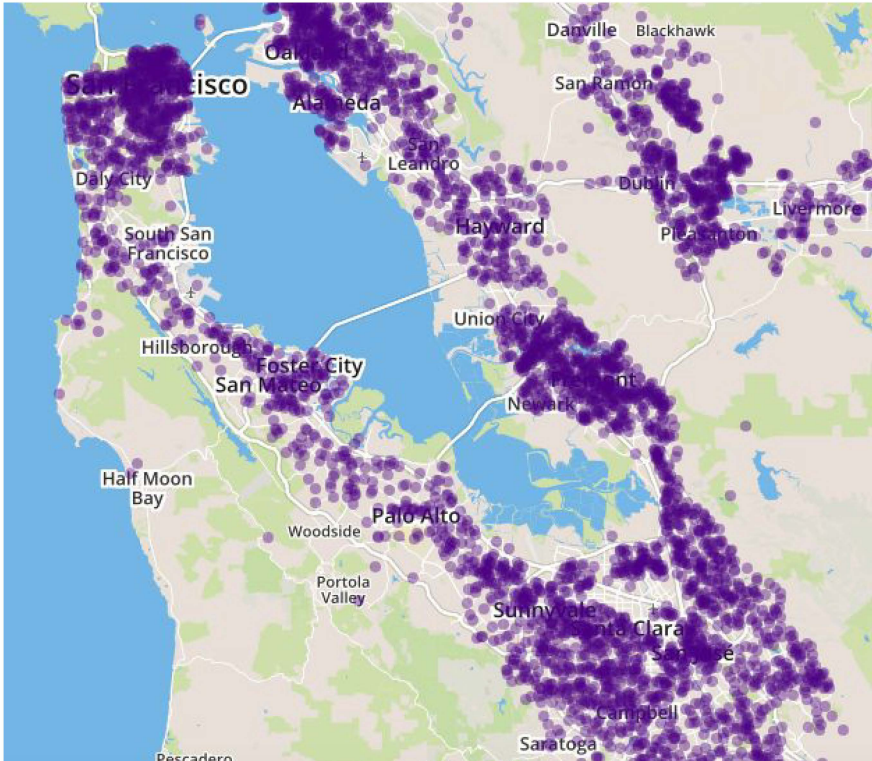 Danville
Blackhawk
Oakland
San Francisco
San Ramon
Alameda
San
Leandro
Daly City
Dublin
Livermore
Hayward
Pleasanton
South San
Francisco
Union City
Hillsborough
Foster City
San Mateo
Fremont
Newark
Half Moon
Bay
Palo Alto
Woodside
Portola
Valley
Sunnyvale
Santa Clara
San José
Campbell
Saratoga
Pescadero